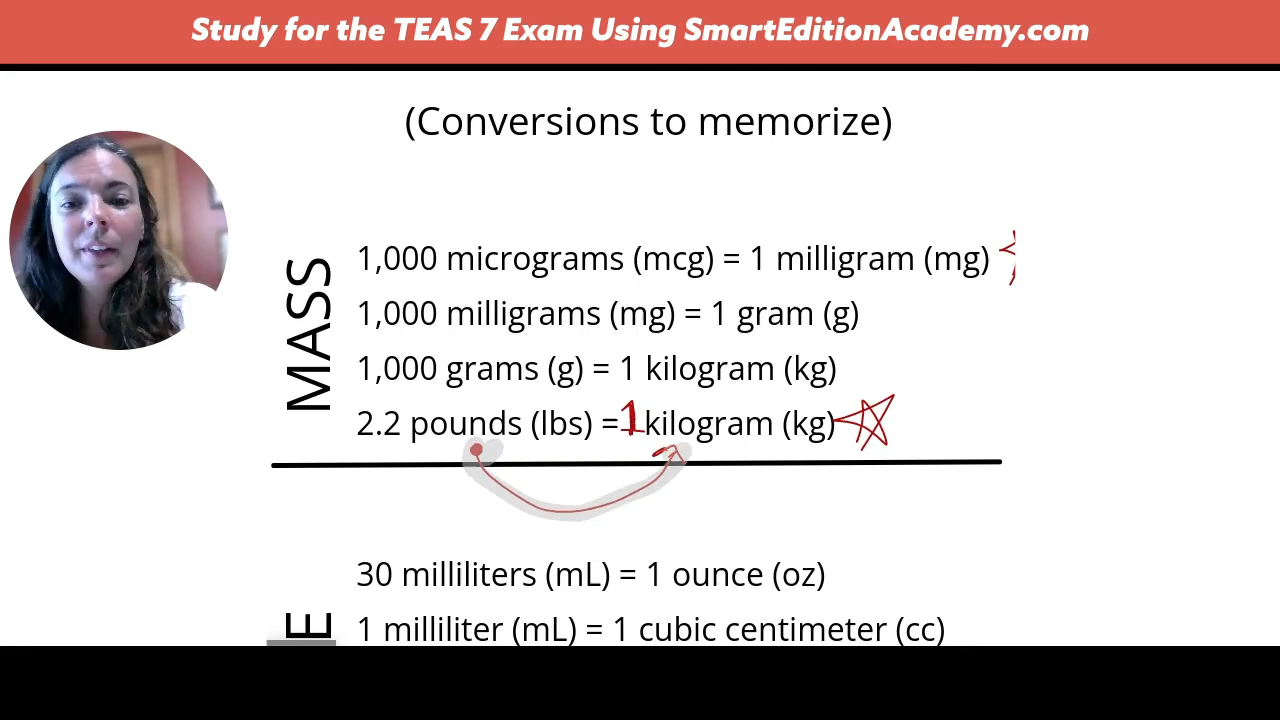 Study for the TEAS 7 Exam Using SmartEditionAcademy.com
(Conversions to memorize)
MASS
1,000 micrograms (mcg) = 1 milligram (mg)
1,000 milligrams (mg) = 1 gram (g)
1,000 grams (g) = 1 kilogram (kg)
2.2 pounds (lbs) = 1 kilogram (kg)
30 milliliters (mL) = 1 ounce (oz)
E
1 milliliter (mL) = 1 cubic centimeter (cc)